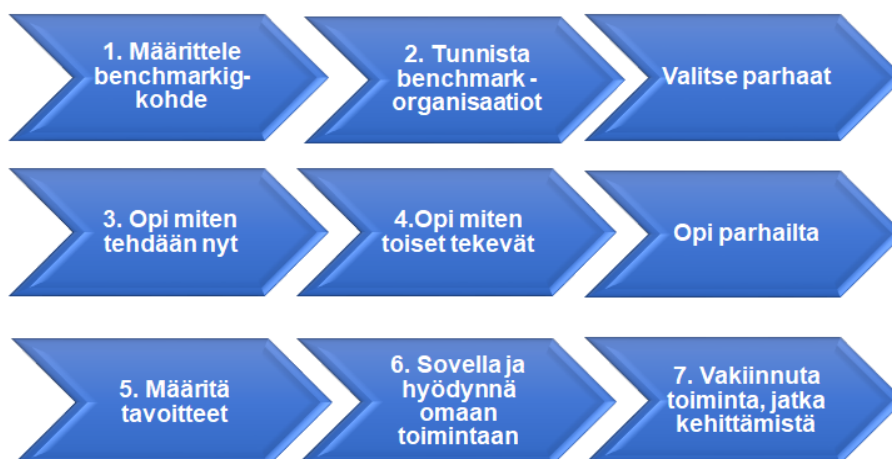 1. Määrittele
benchmarkig-
kohde
2. Tunnista
benchmark -
organisaatiot
Valitse parhaat
3. Opi miten
tehdään nyt
4.Opi miten
toiset tekevät
Opi parhailta
5. Määritä
tavoitteet
6. Sovella ja
hyödynnä
omaan
toimintaan
7. Vakiinnuta
toiminta, jatka
kehittämistä